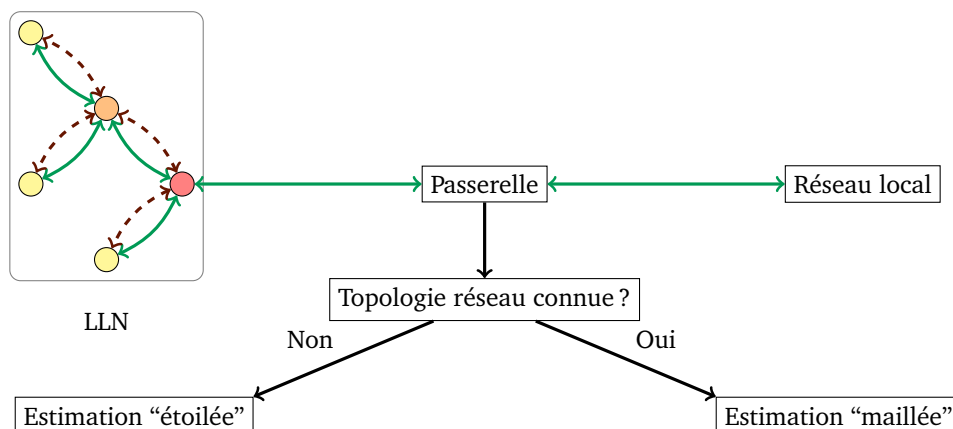 Passerelle
Réseau local
Topologie réseau connue ?
LLN
Non
Oui
Estimation “étoilée”
Estimation “maillée”